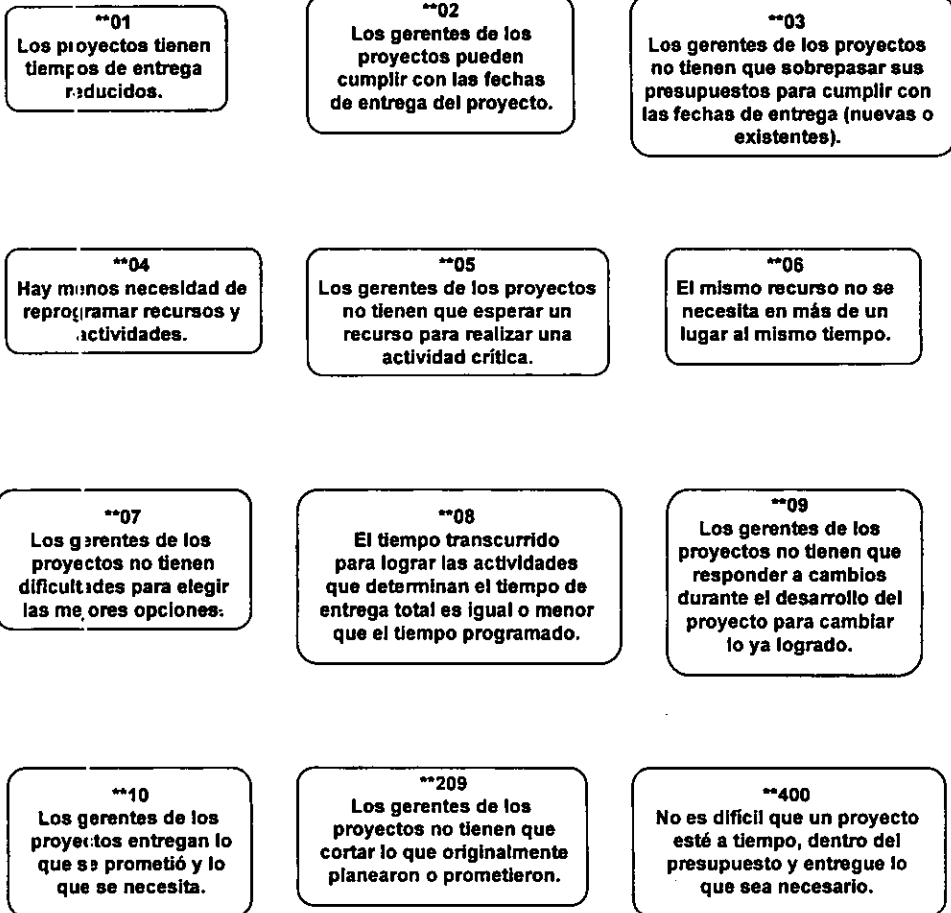 **01
Los proyectos tienen
tiempos de entrega
reducidos.
**02
Los gerentes de los
proyectos pueden
cumplir con las fechas
de entrega del proyecto.
**03
Los gerentes de los proyectos
no tienen que sobrepasar sus
presupuestos para cumplir con
las fechas de entrega (nuevas o
existentes).
**04
Hay menos necesidad de
reprogramar recursos y
actividades.
**05
Los gerentes de los proyectos
no tienen que esperar un
recurso para realizar una
actividad crítica.
**06
El mismo recurso no se
necesita en más de un
lugar al mismo tiempo.
**07
Los gerentes de los
proyectos no tienen
dificultades para elegir
las mejores opciones.
**08
El tiempo transcurrido
para lograr las actividades
que determinan el tiempo de
entrega total es igual o menor
que el tiempo programado.
**09
Los gerentes de los
proyectos no tienen que
responder a cambios
durante el desarrollo del
proyecto para cambiar
lo ya logrado.
**10
Los gerentes de los
proyectos entregan lo
que se prometió y lo
que se necesita.
**209
Los gerentes de los
proyectos no tienen que
cortar lo que originalmente
planearon o prometieron.
**400
No es difícil que un proyecto
esté a tiempo, dentro del
presupuesto y entregue lo
que sea necesario.